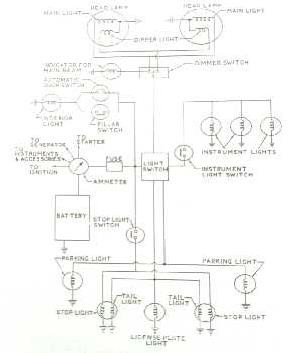 HEAD LAMP
MAIN LIGHT
HEAD LAMP
MAIN LIGHT
DIPPER LIGHT
INDICATOR FOR
MAIN BEAM
DIMMER SWITCH
AUTOMATIC
DOOR SWITCH
INTERIOR
LIGHT
PILLAR
SWITCH
INSTRUMENT LIGHTS
TO
GENERATOR
TO
STARTER
TO
INSTRUMENTS
& ACCESSORIES
TO
IGNITION
FUSE
LIGHT
SWITCH
INSTRUMENT
LIGHT SWITCH
AMMETER
BATTERY
STOP LIGHT
SWITCH
PARKING LIGHT
PARKING LIGHT
TAIL
LIGHT
TAIL
LIGHT
STOP LIGHT
STOP LIGHT
LICENSE PLATE
LIGHT